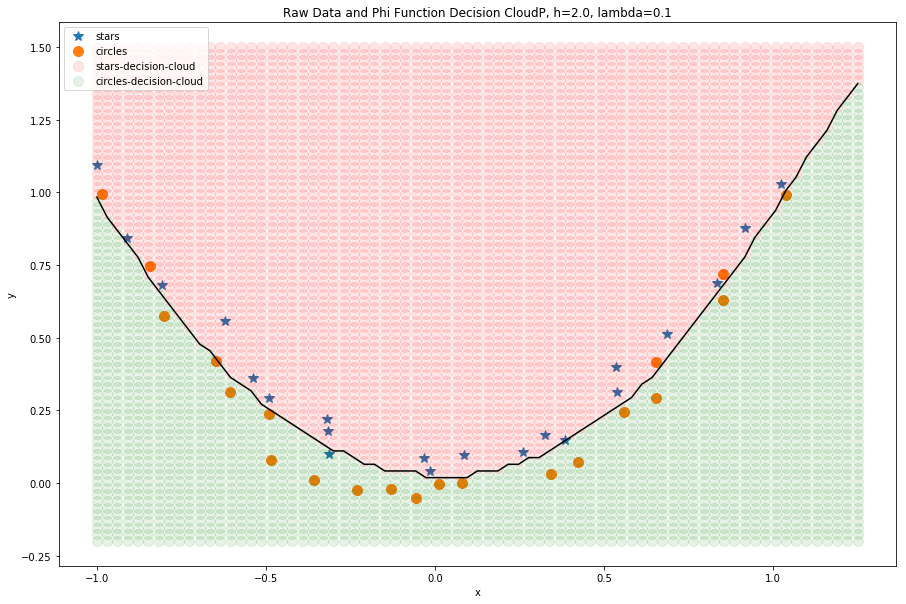 Raw Data and Phi Function Decision CloudP, h=2.0, lambda=0.1
stars
circles
stars-decision-cloud
circles-decision-cloud
1.50
1.25
1.00
0.75
0.50
0.25
0.00
−0.25
y
−1.0
−0.5
0.0
0.5
1.0
x